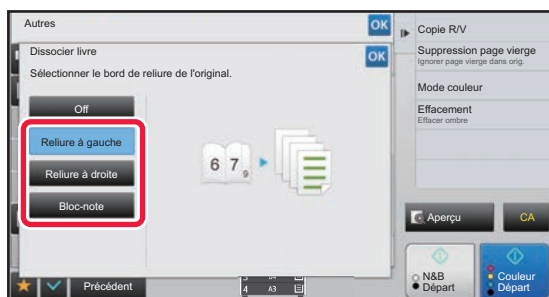 Autres
OK
Dissocier livre
OK
Sélectionner le bord de reliure de l'original.
Off
Reliure à gauche
Reliure à droite
Bloc-note
6 7 9
Précédent
4 A3
Copie R/V
Suppression page vierge
Ignorer page vierge dans orig.
Mode couleur
Effacement
Effacer ombre
Aperçu
CA
N&B
Départ
Couleur
Départ